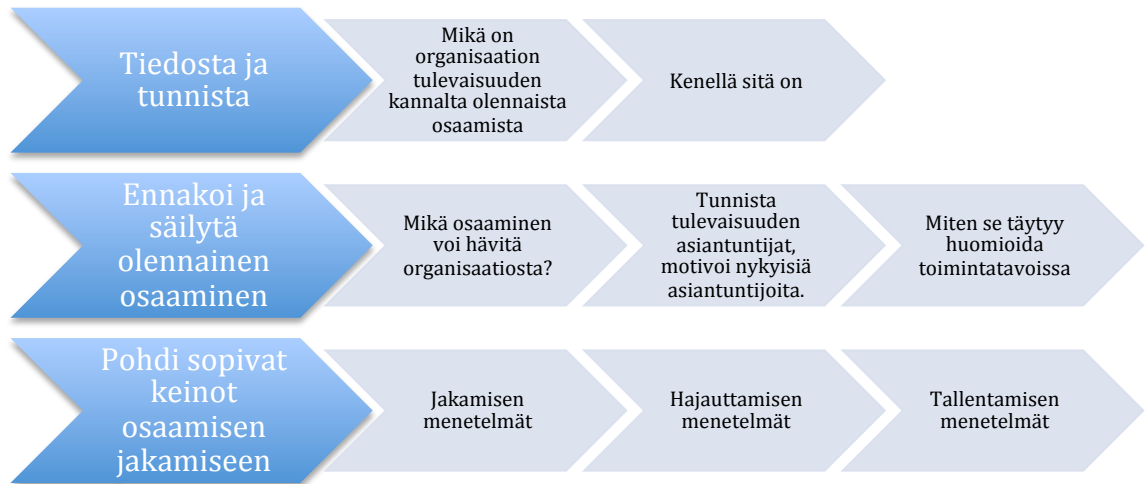 Tiedosta ja
tunnista
Mikä on
organisaation
tulevaisuuden
kannalta olennaista
osaamista
Kenellä sitä on
Ennakoi ja
säilytä
olennainen
osaaminen
Mikä osaaminen
voi hävitä
organisaatiosta?
Tunnista
tulevaisuuden
asiantuntijat,
motivoi nykyisiä
asiantuntijoita.
Miten se täytyy
huomioida
toimintatavoissa
Pohdi sopivat
keinot
osaamisen
jakamiseen
Jakamisen
menetelmät
Hajauttamisen
menetelmät
Tallentamisen
menetelmät